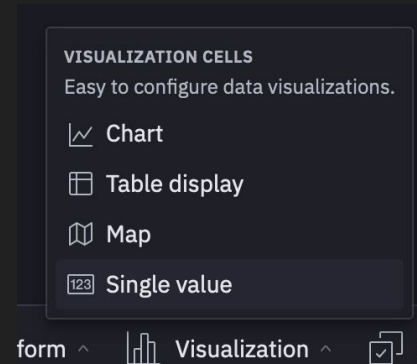 VISUALIZATION CELLS
Easy to configure data visualizations.
Chart
Table display
Map
123 Single value
form Visualization